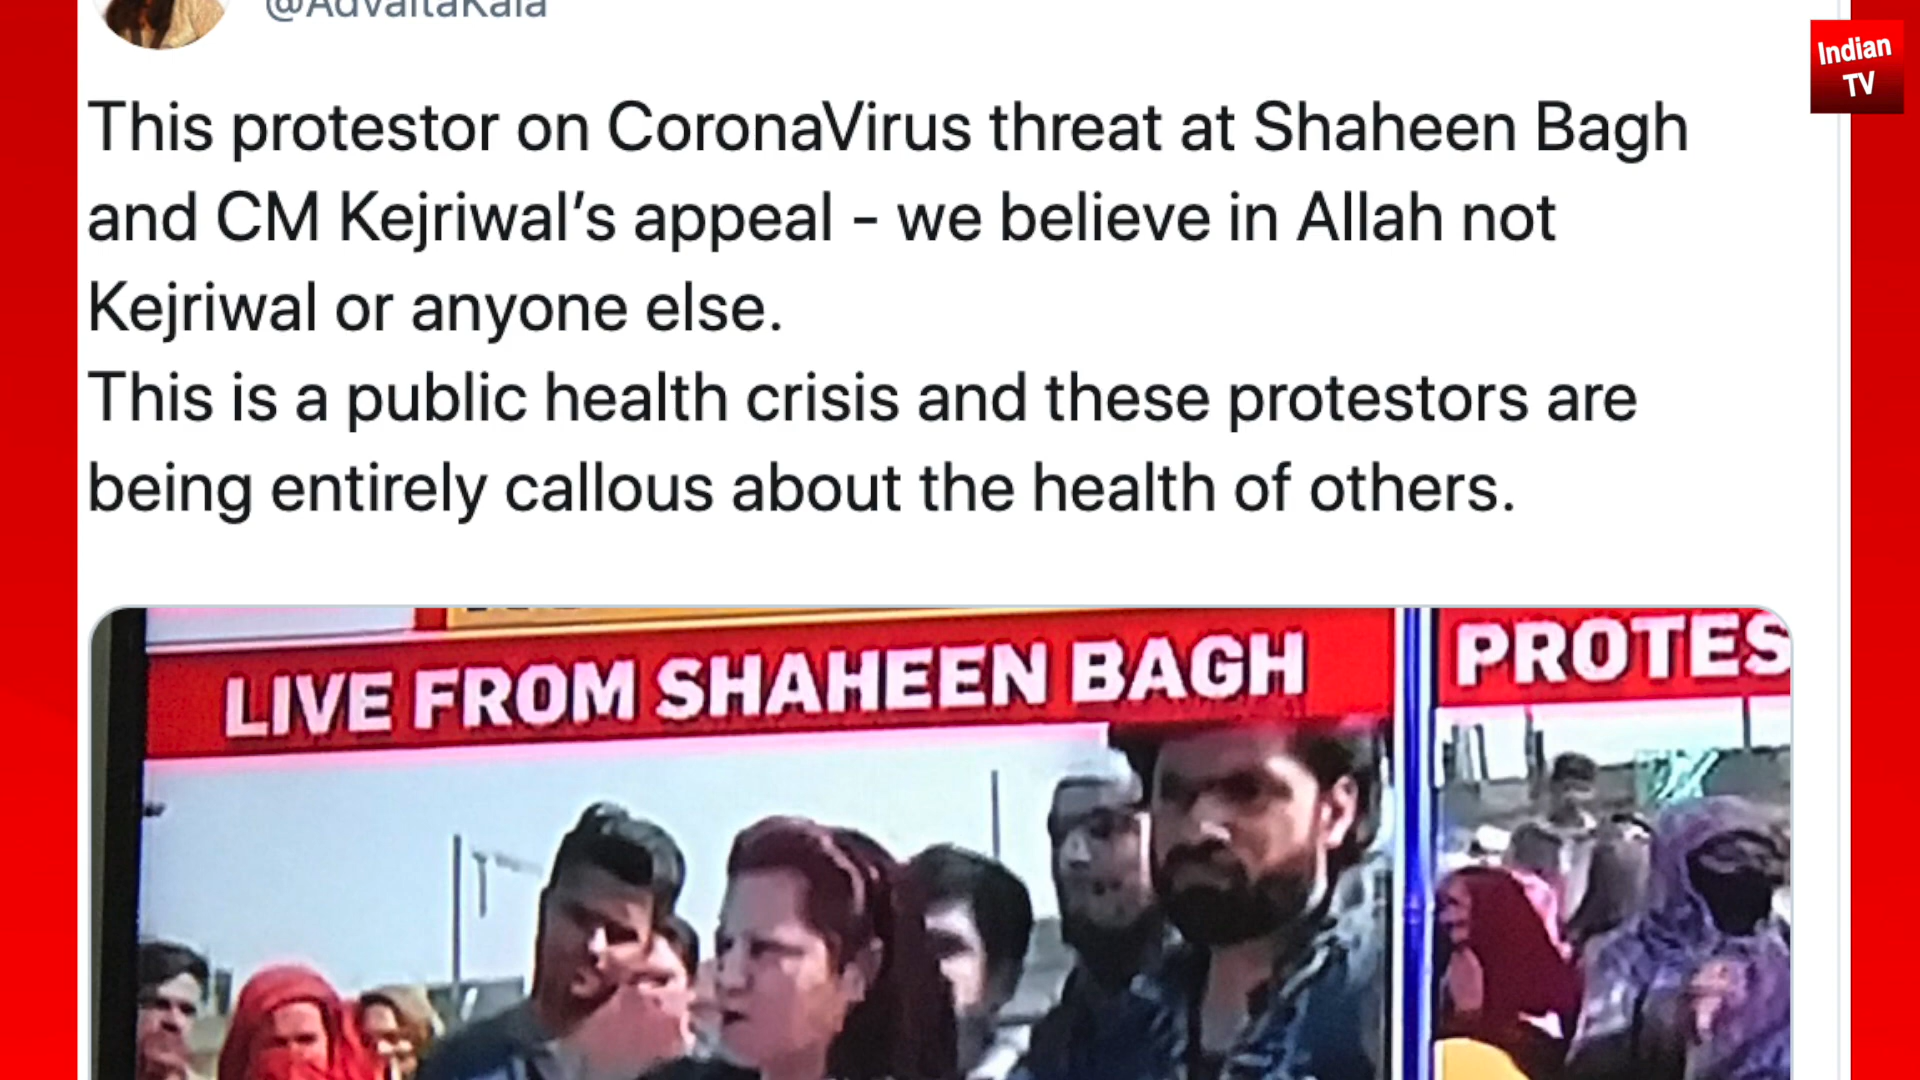 @AdvaitaKala
Indian
TV
This protestor on CoronaVirus threat at Shaheen Bagh
and CM Kejriwal’s appeal - we believe in Allah not
Kejriwal or anyone else.
This is a public health crisis and these protestors are
being entirely callous about the health of others.
LIVE FROM SHAHEEN BAGH
PROTES